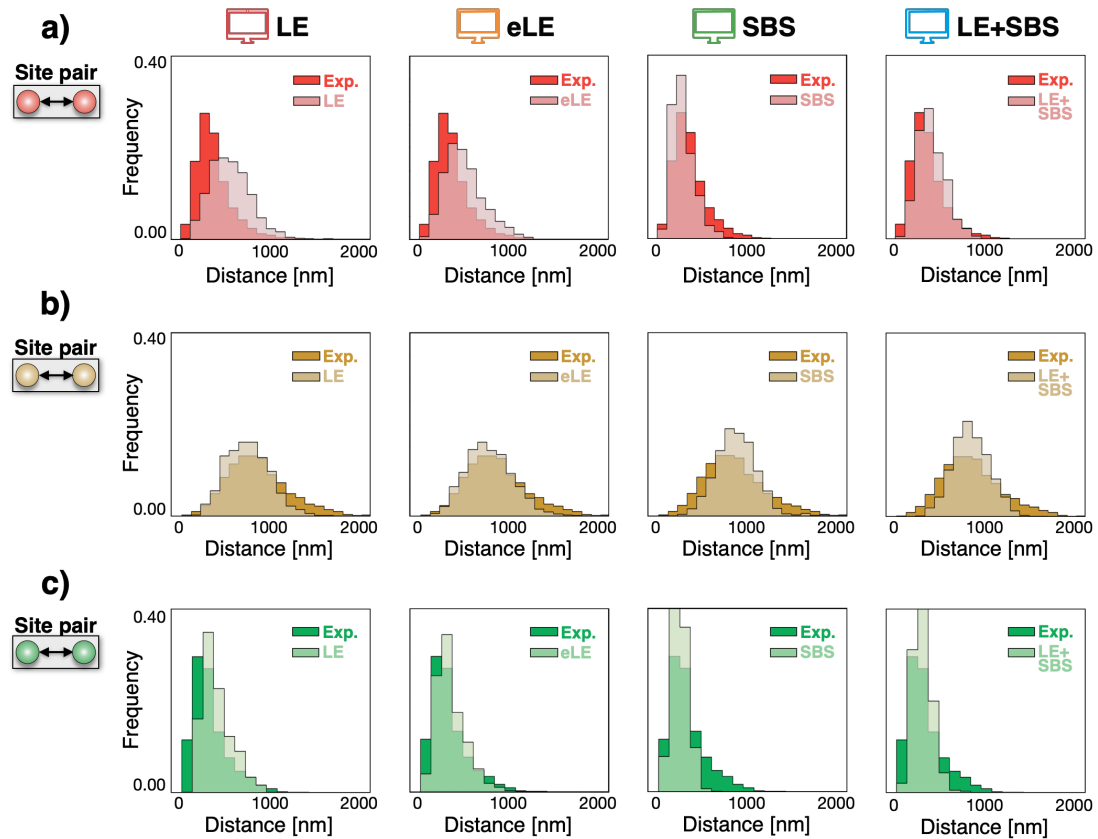 a)
LE
eLE
SBS
LE+SBS
Site pair
0.40
Frequency
0.00
Exp.
LE
0
1000
2000
Distance [nm]
Exp.
eLE
0
1000
2000
Distance [nm]
Exp.
SBS
0
1000
2000
Distance [nm]
Exp.
LE+
SBS
0
1000
2000
Distance [nm]
b)
Site pair
0.40
Frequency
0.00
Exp.
LE
0
1000
2000
Distance [nm]
Exp.
eLE
0
1000
2000
Distance [nm]
Exp.
SBS
0
1000
2000
Distance [nm]
Exp.
LE+
SBS
0
1000
2000
Distance [nm]
c)
Site pair
0.40
Frequency
0.00
Exp.
LE
0
1000
2000
Distance [nm]
Exp.
eLE
0
1000
2000
Distance [nm]
Exp.
SBS
0
1000
2000
Distance [nm]
Exp.
LE+
SBS
0
1000
2000
Distance [nm]